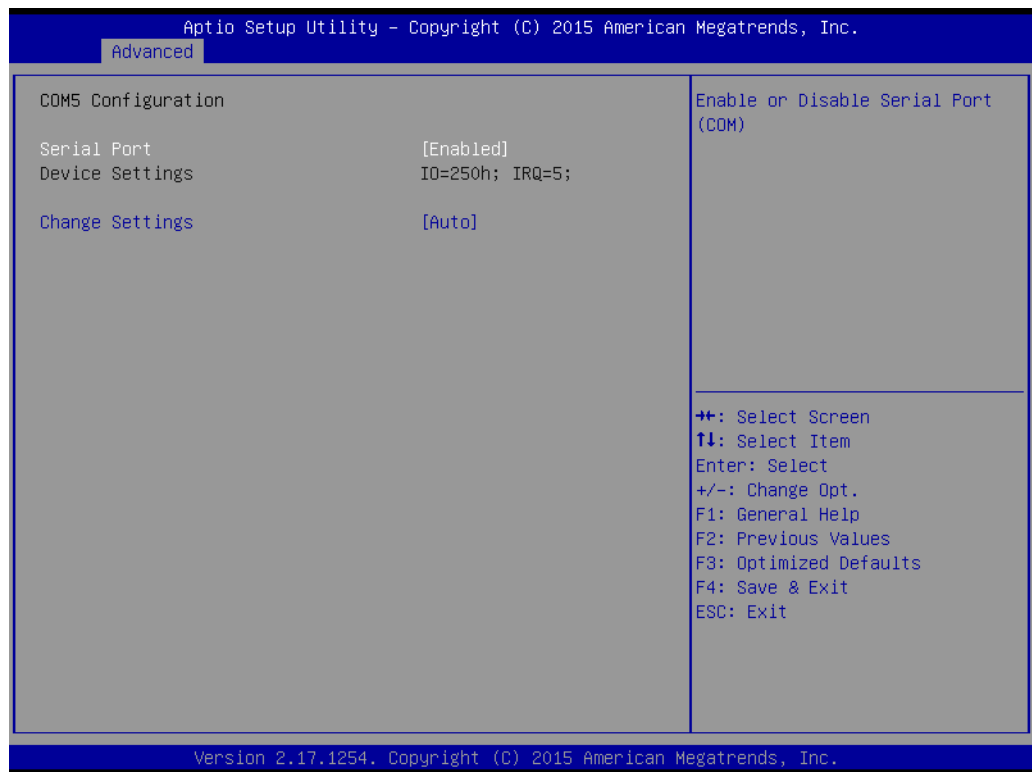 Aptio Setup Utility – Copyright (C) 2015 American Megatrends, Inc.
Advanced
COM5 Configuration
Serial Port [Enabled]
Device Settings IO=250h; IRQ=5;
Change Settings [Auto]
Enable or Disable Serial Port
(COM)
→←: Select Screen
↑↓: Select Item
Enter: Select
+/-: Change Opt.
F1: General Help
F2: Previous Values
F3: Optimized Defaults
F4: Save & Exit
ESC: Exit
Version 2.17.1254. Copyright (C) 2015 American Megatrends, Inc.